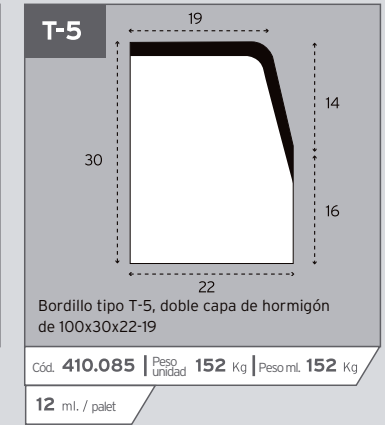 T-5
19
30
14
16
22
Bordillo tipo T-5, doble capa de hormigón
de 100x30x22-19
Cód. 410.085 | Peso unidad 152 Kg | Peso ml. 152 Kg
12 ml. / palet